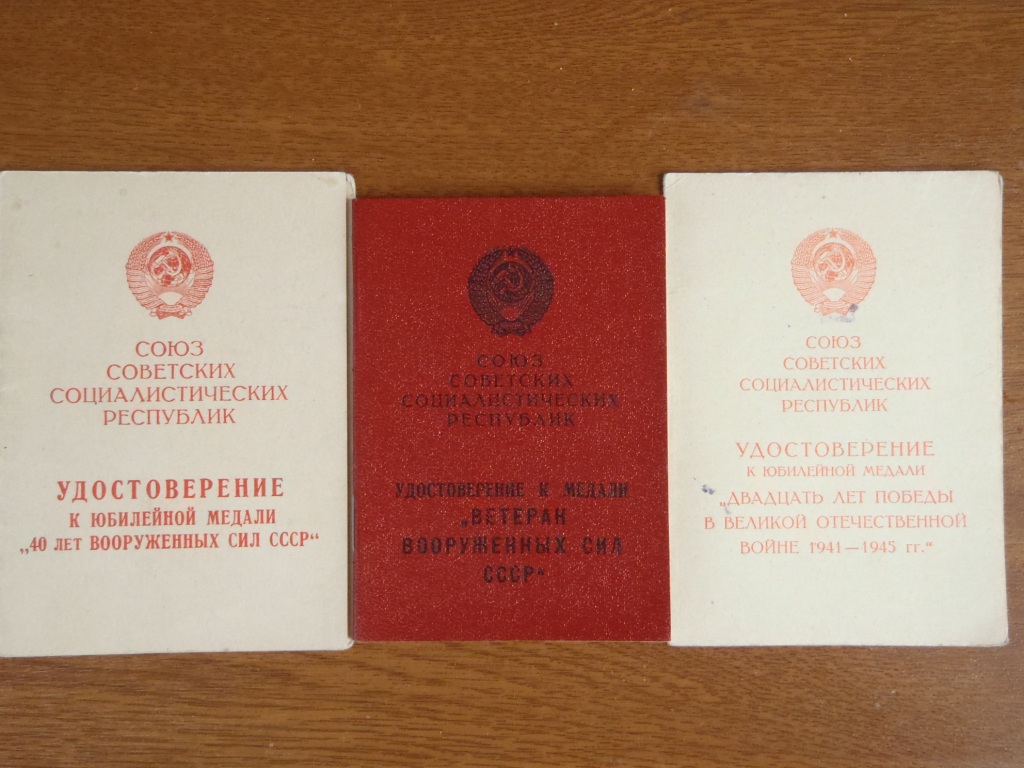 СОЮЗ
СОВЕТСКИХ
СОЦИАЛИСТИЧЕСКИХ
РЕСПУБЛИК
УДОСТОВЕРЕНИЕ
К ЮБИЛЕЙНОЙ МЕДАЛИ
„40 ЛЕТ ВООРУЖЕННЫХ СИЛ СССР“
СОЮЗ
СОВЕТСКИХ
СОЦИАЛИСТИЧЕСКИХ
РЕСПУБЛИК
УДОСТОВЕРЕНИЕ К МЕДАЛИ
„ВЕТЕРАН
ВООРУЖЕННЫХ СИЛ
СССР“
СОЮЗ
СОВЕТСКИХ
СОЦИАЛИСТИЧЕСКИХ
РЕСПУБЛИК
УДОСТОВЕРЕНИЕ
К ЮБИЛЕЙНОЙ МЕДАЛИ
„ДВАДЦАТЬ ЛЕТ ПОБЕДЫ
В ВЕЛИКОЙ ОТЕЧЕСТВЕННОЙ
ВОЙНЕ 1941—1945 гг.“